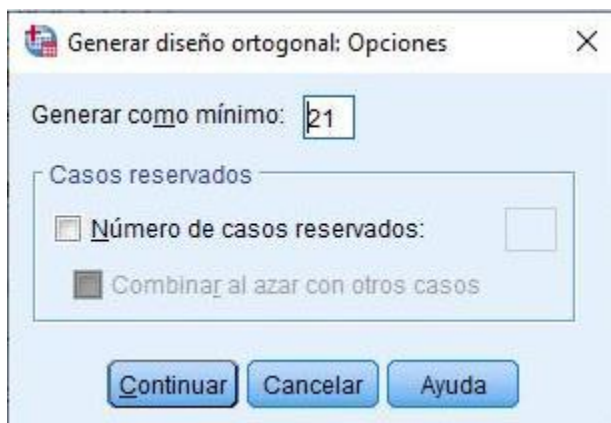 Generar diseño ortogonal: Opciones
Generar como mínimo: 21
Casos reservados
Número de casos reservados:
Combinar al azar con otros casos
Continuar Cancelar Ayuda